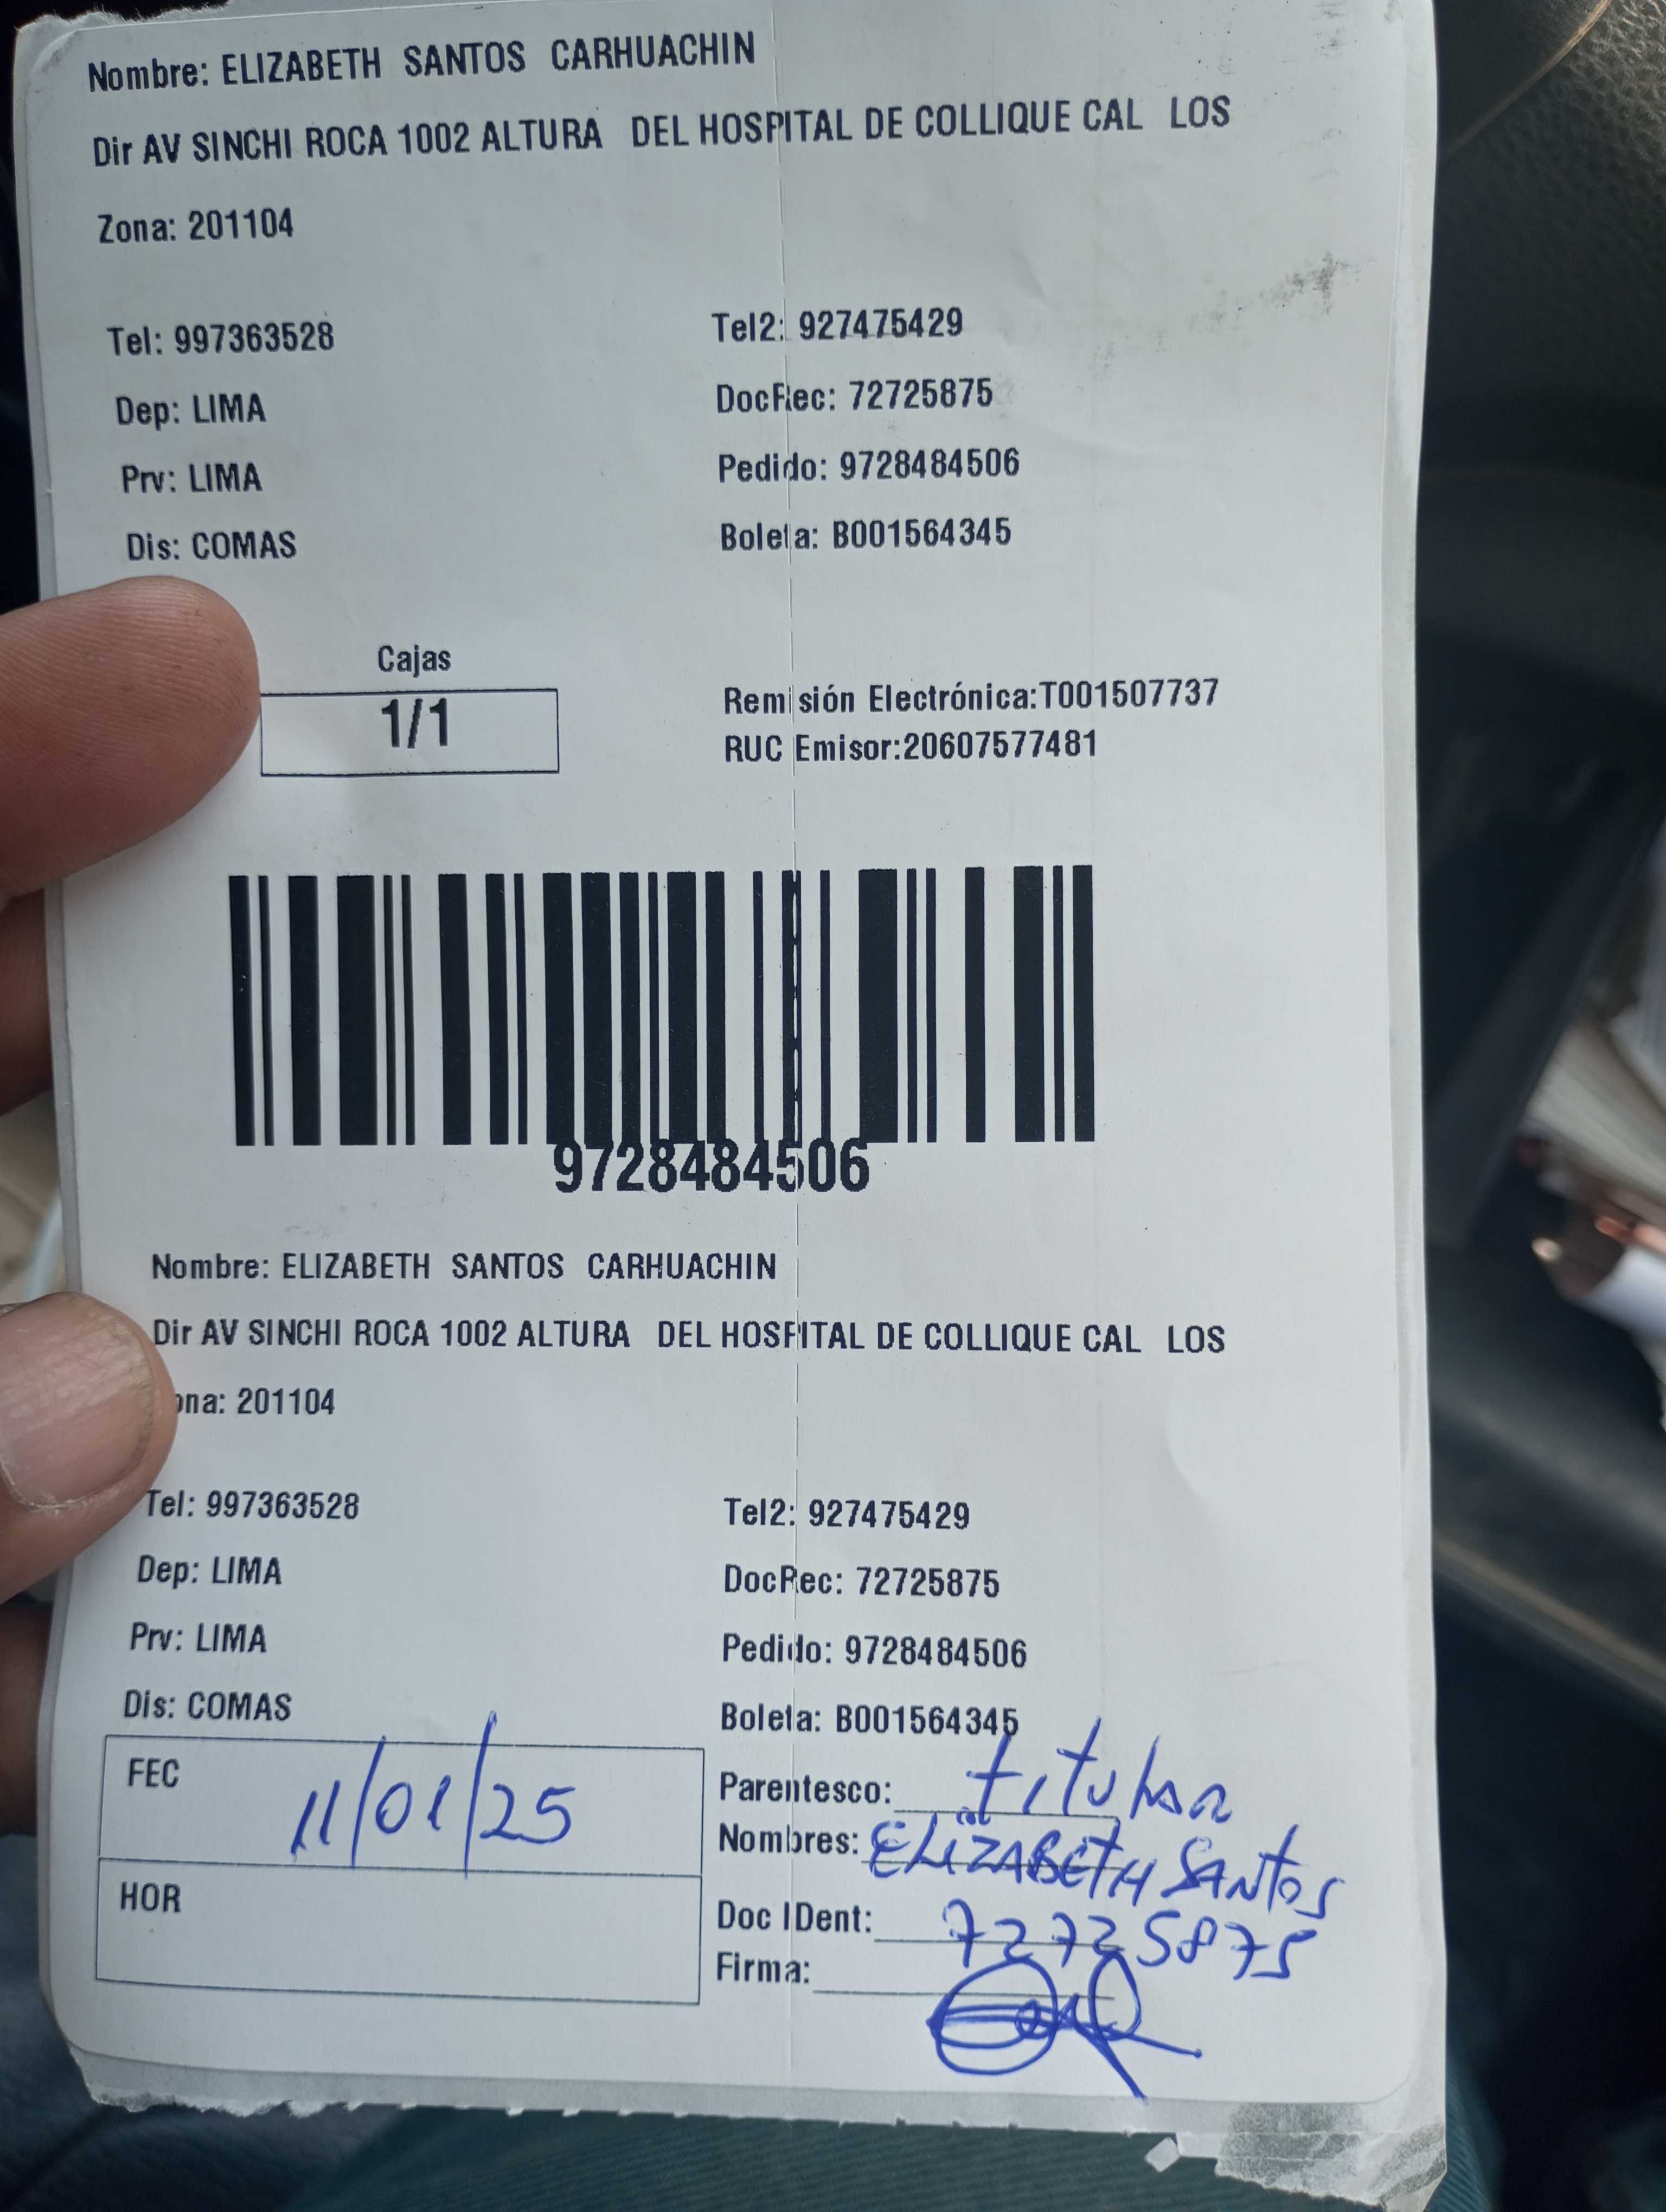 Nombre: ELIZABETH SANTOS CARHUACHIN
Dir AV SINCHI ROCA 1002 ALTURA DEL HOSPITAL DE COLLIQUE CAL LOS
Zona: 201104
Tel: 997363528 Tel2: 927475429
Dep: LIMA DocRec: 72725875
Prv: LIMA Pedido: 9728484506
Dis: COMAS Boleta: B001564345
Cajas
1/1
Remisión Electrónica:T001507737
RUC Emisor:20607577481
9728484506
Nombre: ELIZABETH SANTOS CARHUACHIN
Dir AV SINCHI ROCA 1002 ALTURA DEL HOSPITAL DE COLLIQUE CAL LOS
ona: 201104
Tel: 997363528 Tel2: 927475429
Dep: LIMA DocRec: 72725875
Prv: LIMA Pedido: 9728484506
Dis: COMAS Boleta: B001564345
FEC 11/01/25
HOR
Parentesco: titular
Nombres: ELIZABETH SANTOS
Doc IDent: 72725875
Firma: